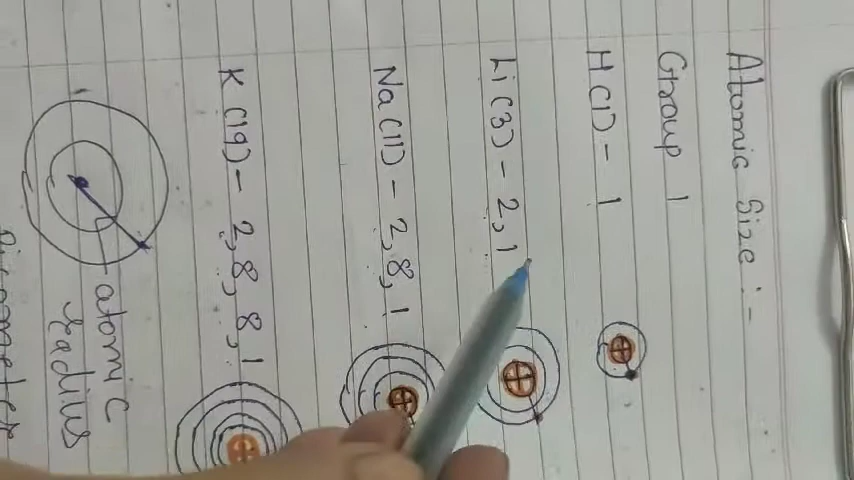 Atomic Size :-
Group 1
H(1) - 1
Li(3) - 2,1
Na(11) - 2,8,1
K(19) - 2,8,8,1
atomic
radius